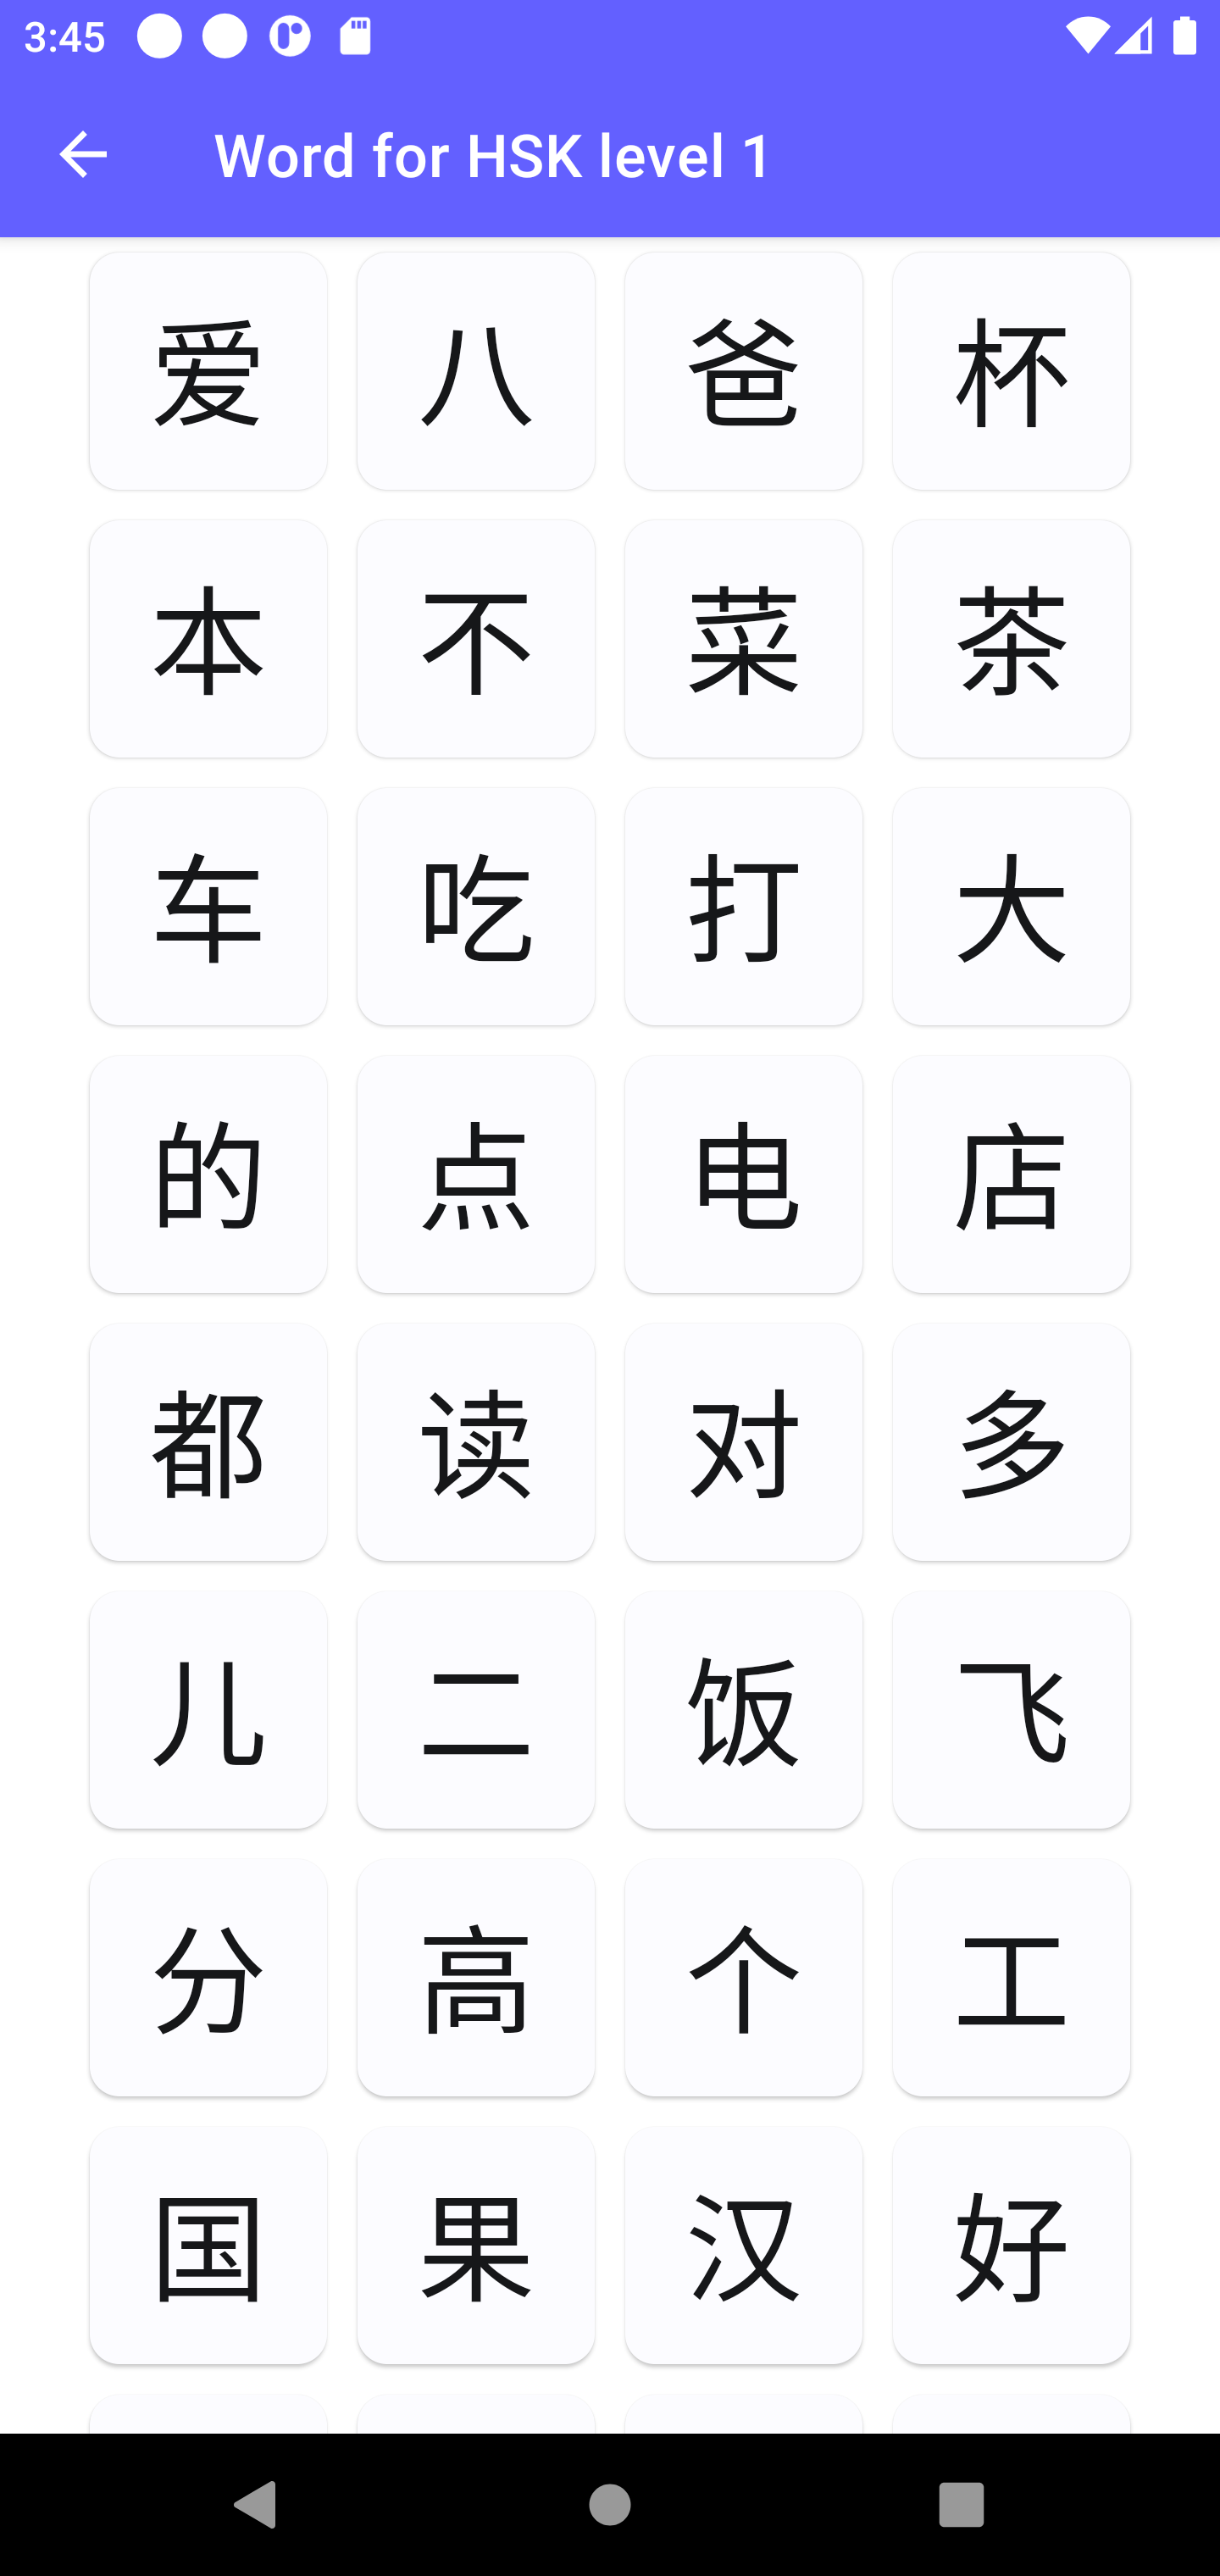 3:45
Word for HSK level 1
爱 八 爸 杯
本 不 菜 茶
车 吃 打 大
的 点 电 店
都 读 对 多
儿 二 饭 飞
分 高 个 工
国 果 汉 好